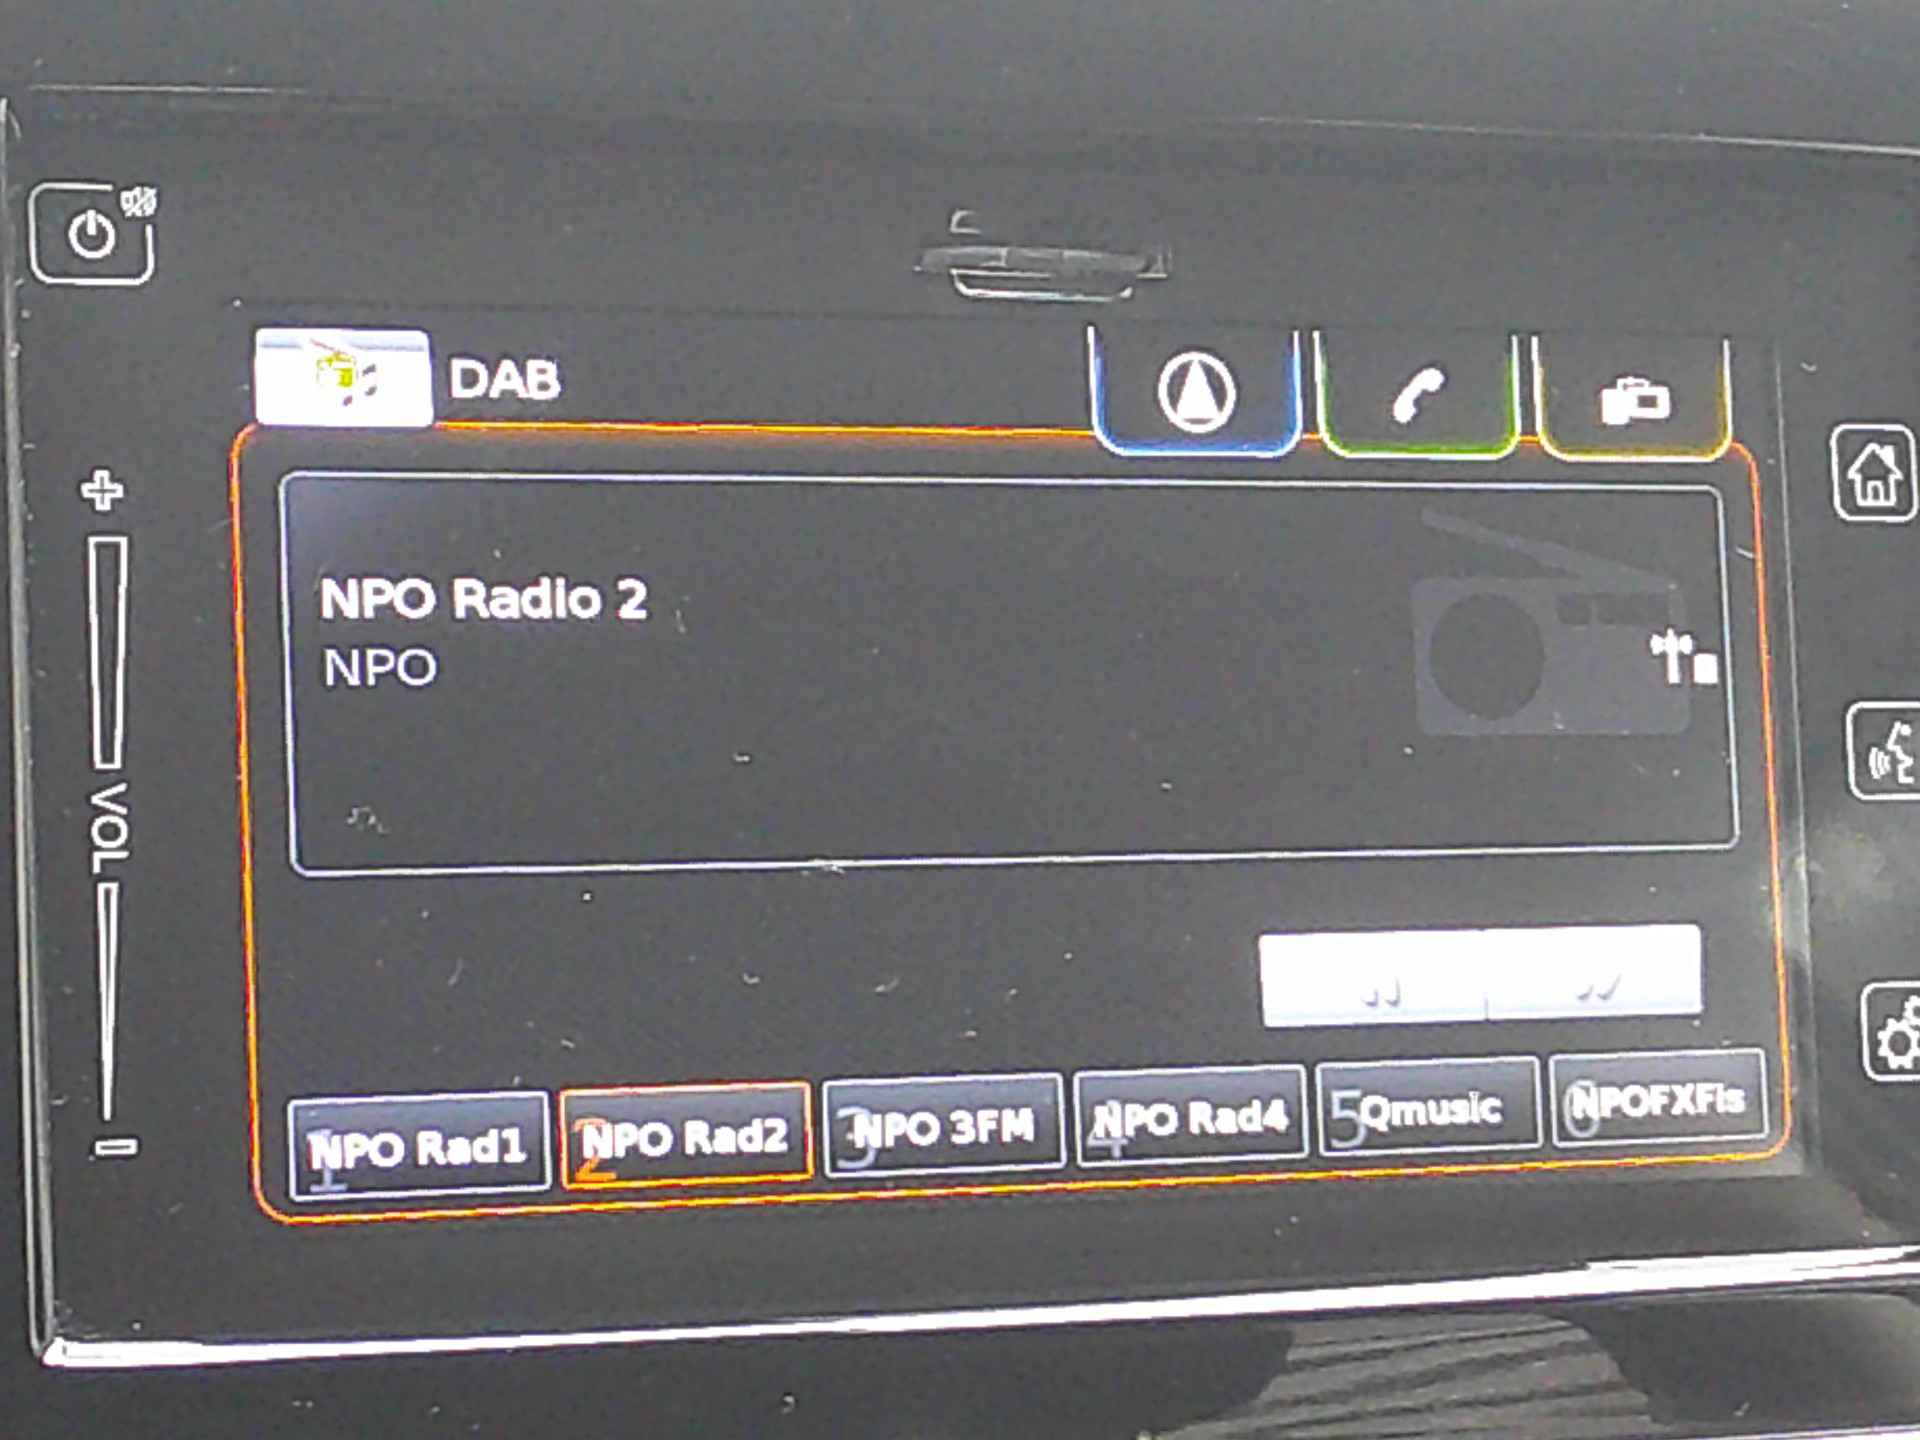 DAB
NPO Radio 2
NPO
VOL
1 NPO Rad1
2 NPO Rad2
3 NPO 3FM
4 NPO Rad4
5 Qmusic
6 NPOFXFIs